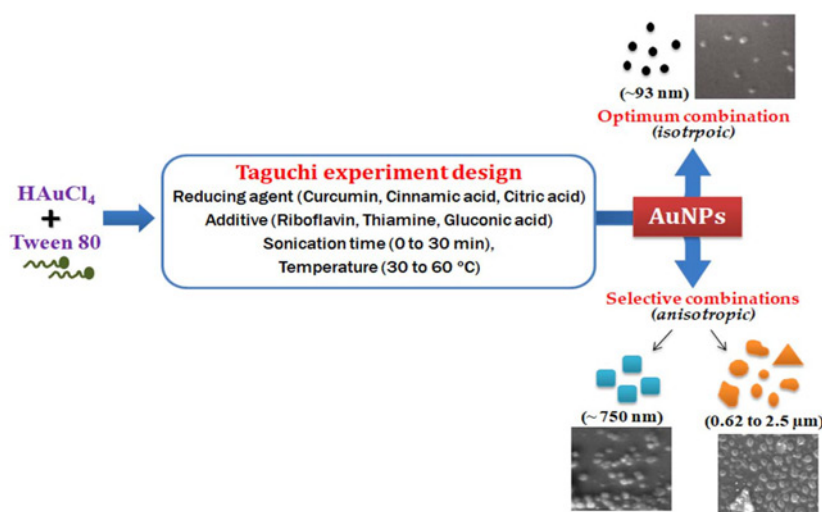 HAuCl4
+
Tween 80
Taguchi experiment design
Reducing agent (Curcumin, Cinnamic acid, Citric acid)
Additive (Riboflavin, Thiamine, Gluconic acid)
Sonication time (0 to 30 min),
Temperature (30 to 60 °C)
AuNPs
(~93 nm)
Optimum combination
(isotrpoic)
Selective combinations
(anisotropic)
(~ 750 nm)
(0.62 to 2.5 µm)